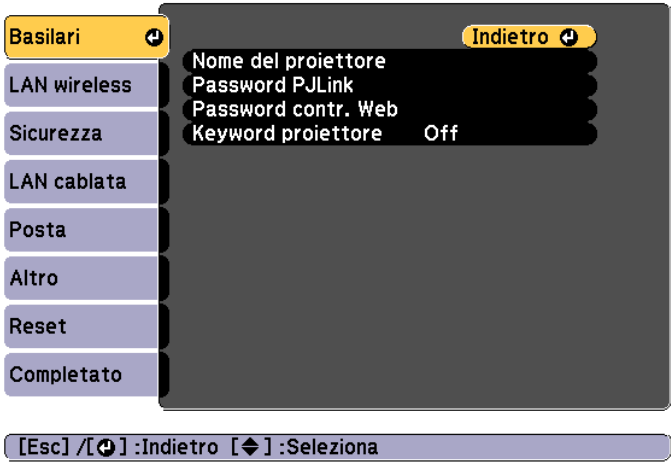 Basilari
LAN wireless
Sicurezza
LAN cablata
Posta
Altro
Reset
Completato
Indietro
Nome del proiettore
Password PJLink
Password contr. Web
Keyword proiettore Off
[Esc] /[⏎] :Indietro [◆] :Seleziona